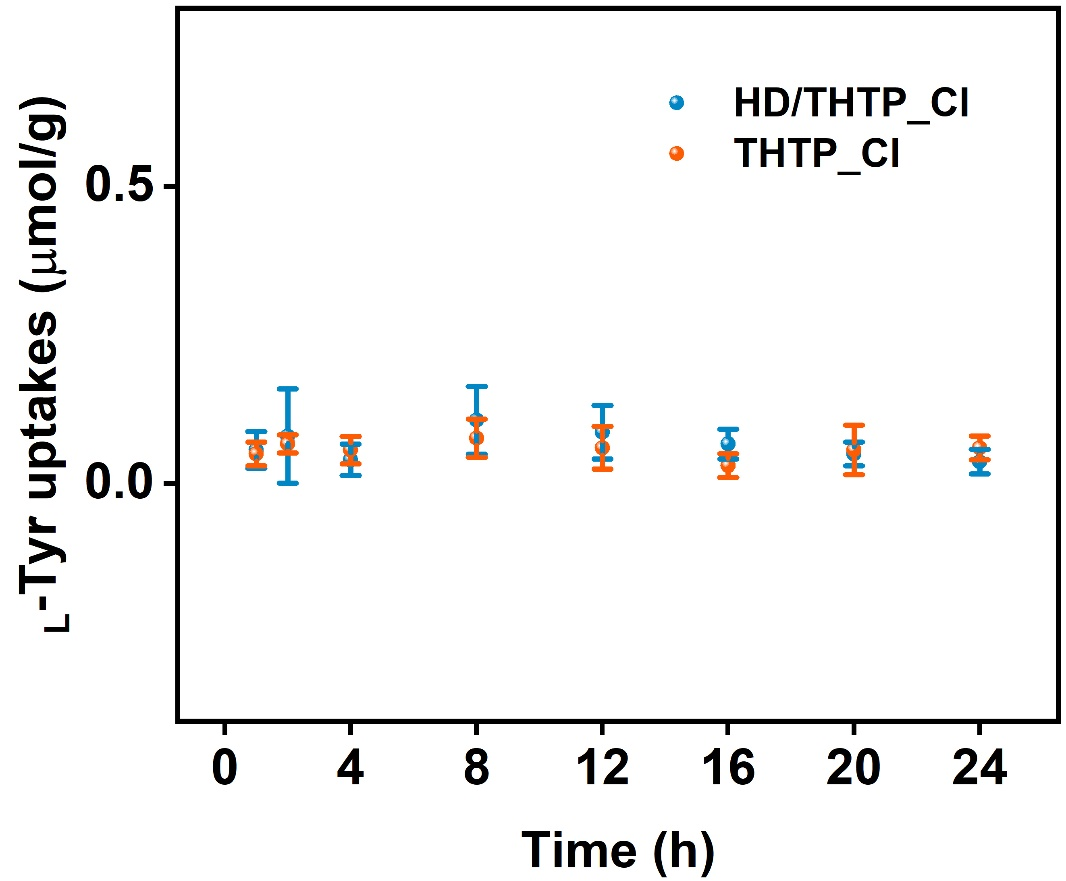 HD/THTP_Cl
THTP_Cl
0.5
0.0
L-Tyr uptakes (μmol/g)
0 4 8 12 16 20 24
Time (h)